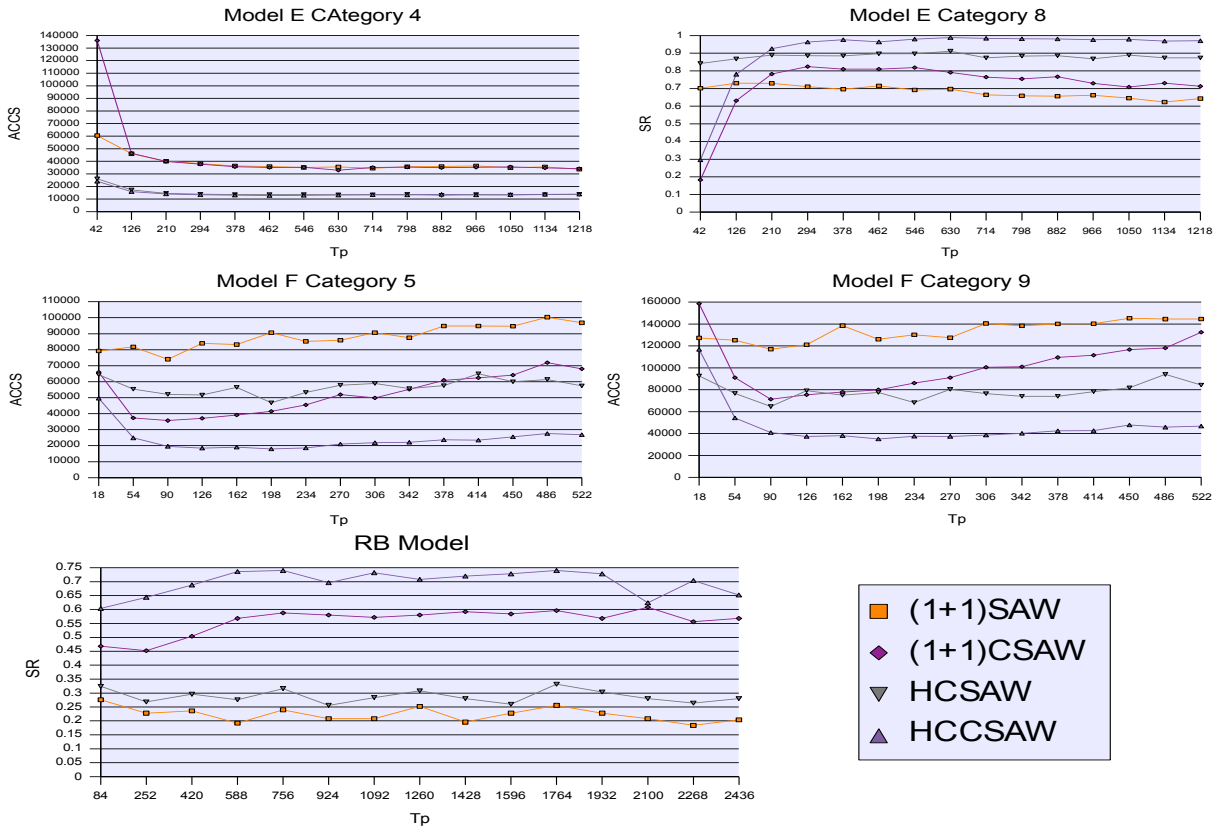 Model E CAtegory 4
ACCS
140000
130000
120000
110000
100000
90000
80000
70000
60000
50000
40000
30000
20000
10000
0
42 126 210 294 378 462 546 630 714 798 882 966 1050 1134 1218
Tp
Model E Category 8
SR
1
0.9
0.8
0.7
0.6
0.5
0.4
0.3
0.2
0.1
0
42 126 210 294 378 462 546 630 714 798 882 966 1050 1134 1218
Tp
Model F Category 5
ACCS
110000
100000
90000
80000
70000
60000
50000
40000
30000
20000
10000
0
18 54 90 126 162 198 234 270 306 342 378 414 450 486 522
Tp
Model F Category 9
ACCS
160000
140000
120000
100000
80000
60000
40000
20000
0
18 54 90 126 162 198 234 270 306 342 378 414 450 486 522
Tp
RB Model
SR
0.75
0.7
0.65
0.6
0.55
0.5
0.45
0.4
0.35
0.3
0.25
0.2
0.15
0.1
0.05
0
84 252 420 588 756 924 1092 1260 1428 1596 1764 1932 2100 2268 2436
Tp
(1+1)SAW
(1+1)CSAW
HCSAW
HCCSAW